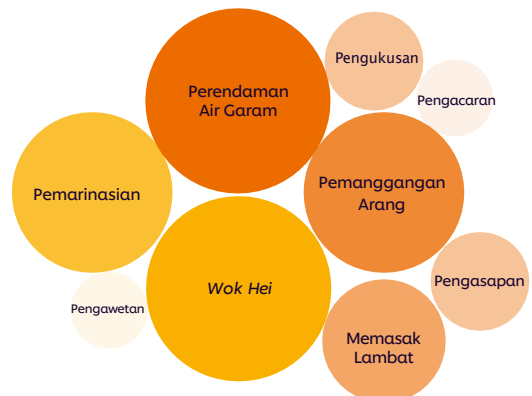 Pengukusan
Perendaman
Air Garam
Pengacaran
Pemarinasian
Pemanggangan
Arang
Wok Hei
Pengasapan
Pengawetan
Memasak
Lambat